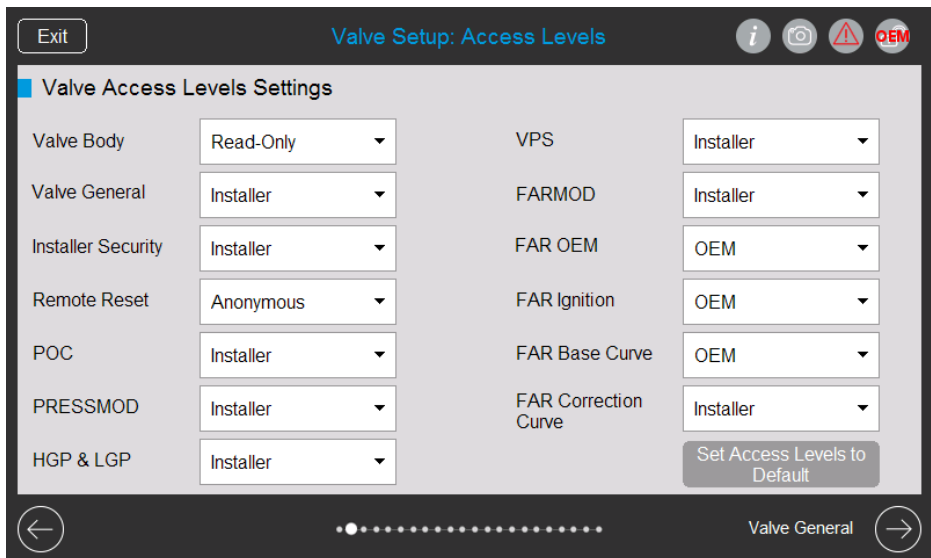 Exit
Valve Setup: Access Levels
i
OEM
Valve Access Levels Settings
Valve Body
Read-Only
Valve General
Installer
Installer Security
Installer
Remote Reset
Anonymous
POC
Installer
PRESSMOD
Installer
HGP & LGP
Installer
VPS
Installer
FARMOD
Installer
FAR OEM
OEM
FAR Ignition
OEM
FAR Base Curve
OEM
FAR Correction
Curve
Installer
Set Access Levels to
Default
Valve General